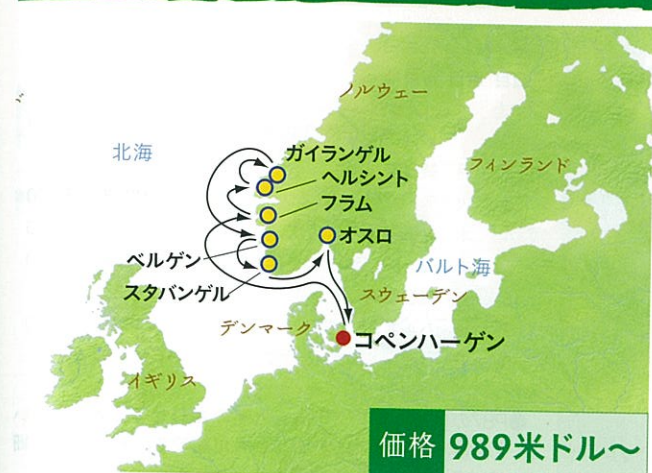 ノルウェー
北海
ガイランゲル
ヘルシント
フィンランド
フラム
オスロ
ベルゲン
バルト海
スタバンゲル
スウェーデン
デンマーク
コペンハーゲン
イギリス
価格 989米ドル〜